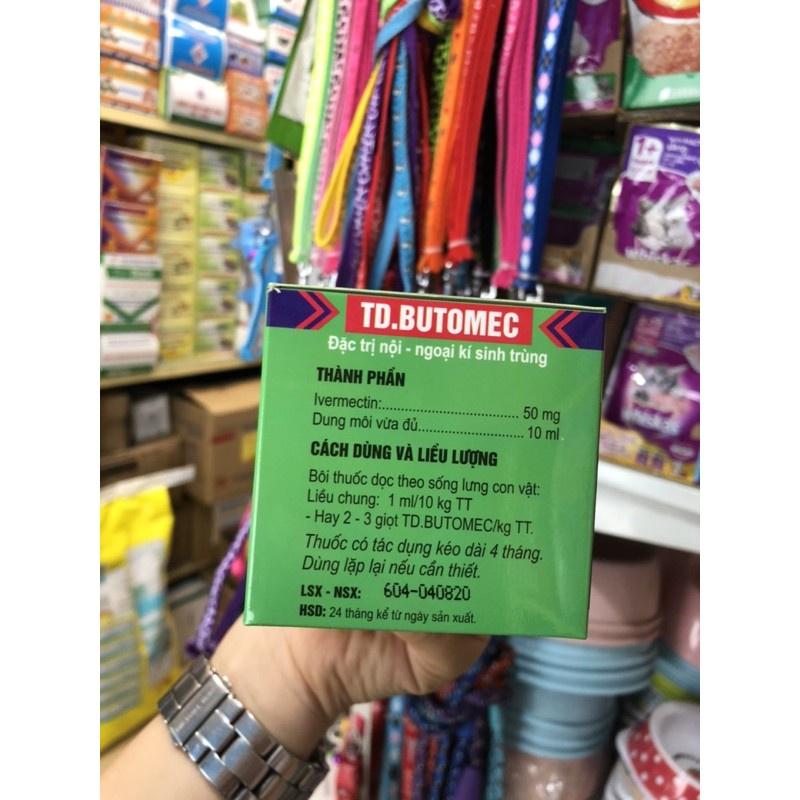 TD.BUTOMEC
Đặc trị nội - ngoại kí sinh trùng
THÀNH PHẦN
Ivermectin:................................... 50 mg
Dung môi vừa đủ........................... 10 ml
CÁCH DÙNG VÀ LIỀU LƯỢNG
Bôi thuốc dọc theo sống lưng con vật:
Liều chung: 1 ml/10 kg TT
- Hay 2 - 3 giọt TD.BUTOMEC/kg TT.
Thuốc có tác dụng kéo dài 4 tháng.
Dùng lặp lại nếu cần thiết.
LSX - NSX: 604-040820
HSD: 24 tháng kể từ ngày sản xuất.
1+